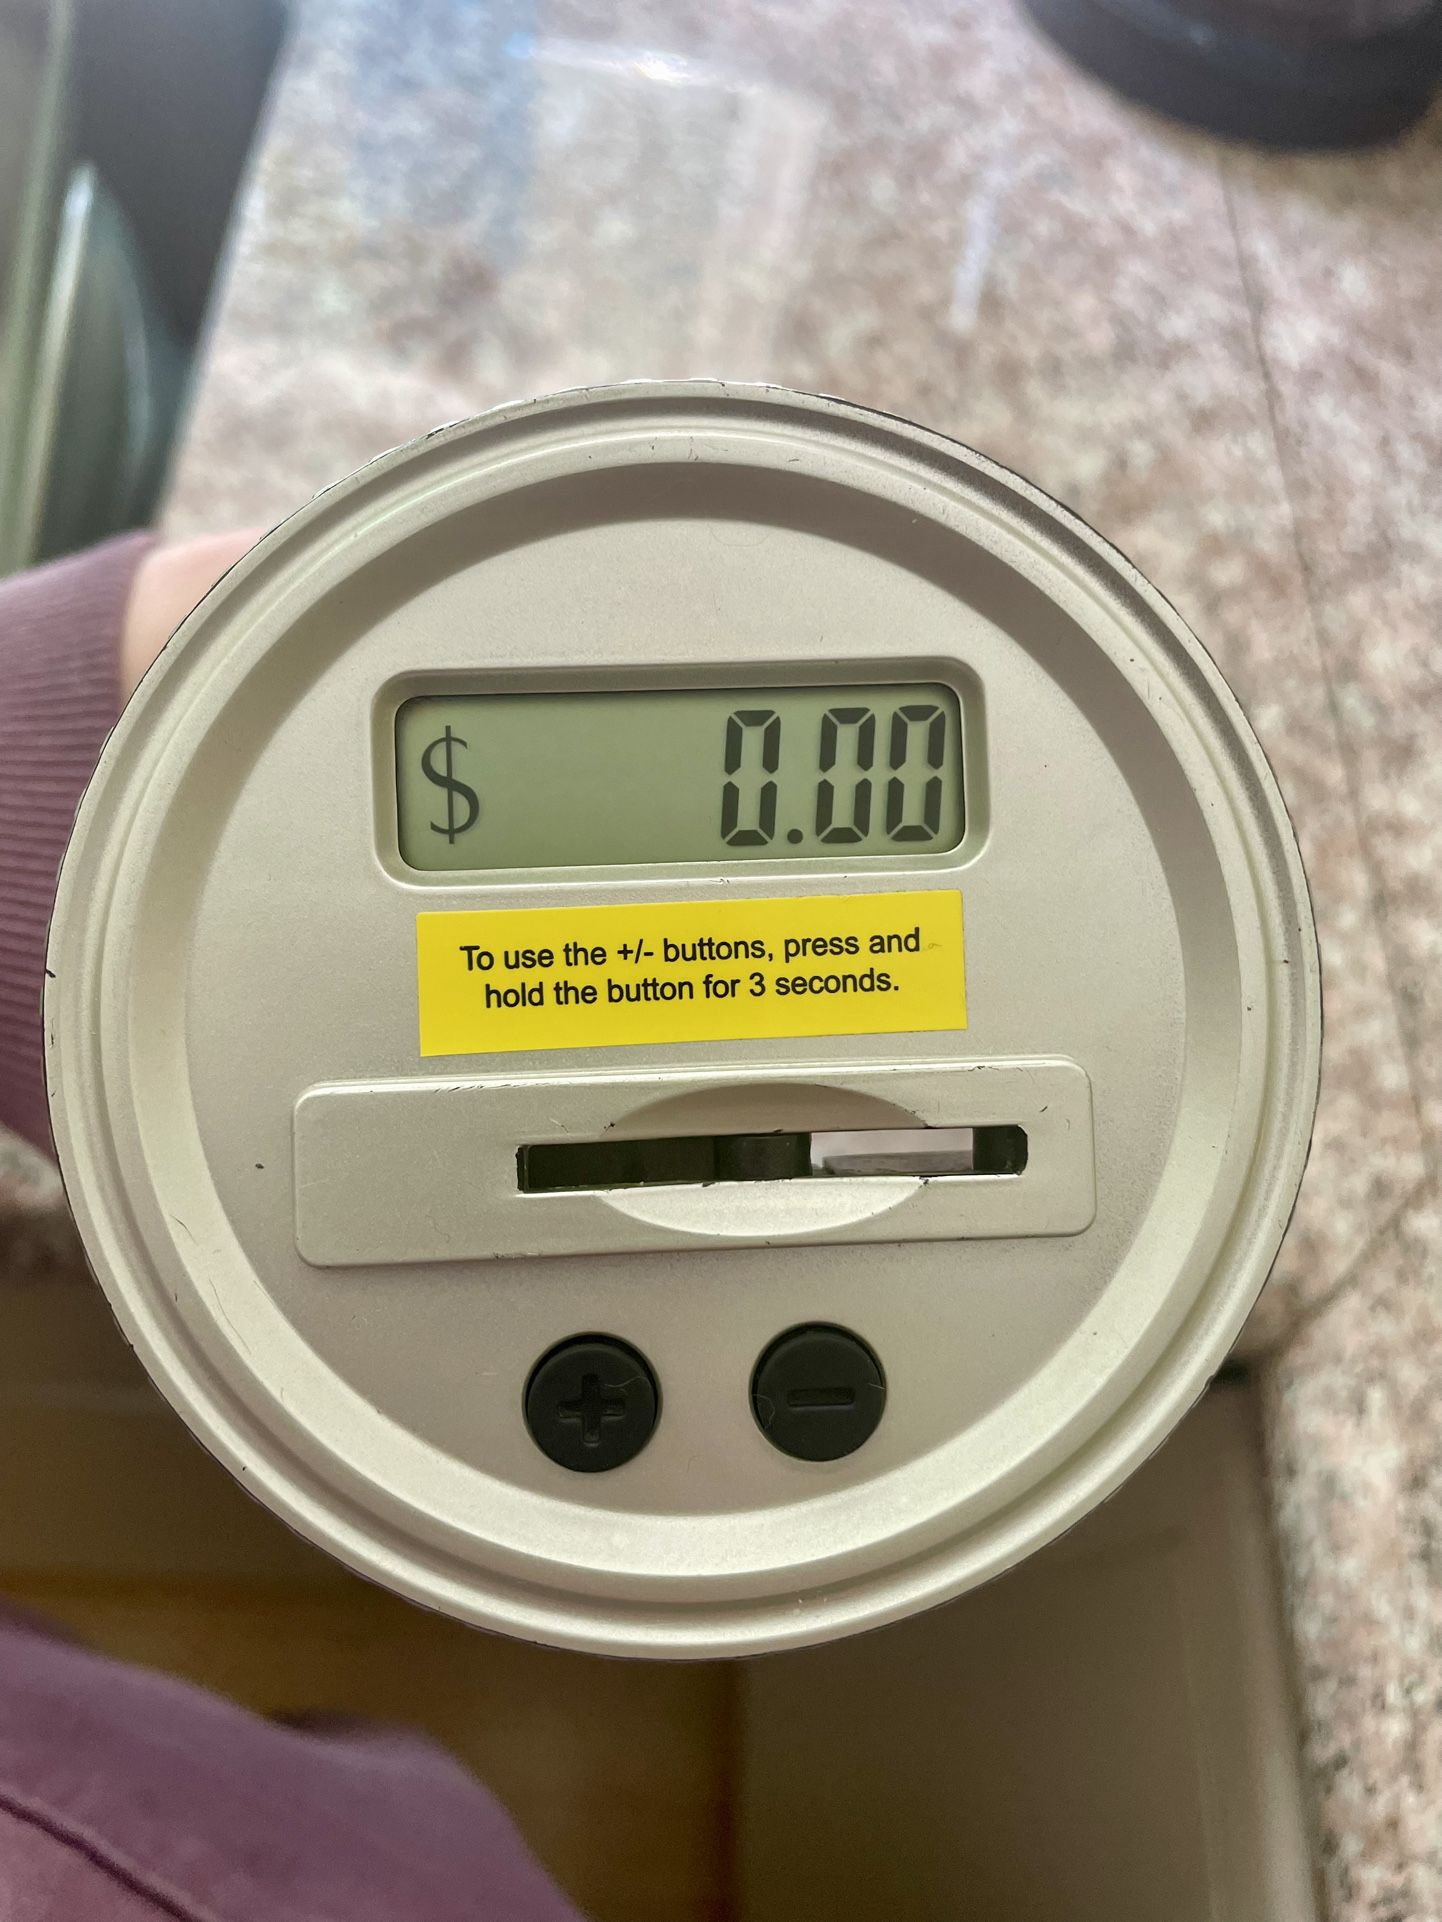 $ 0.00
To use the +/- buttons, press and
hold the button for 3 seconds.
+ -